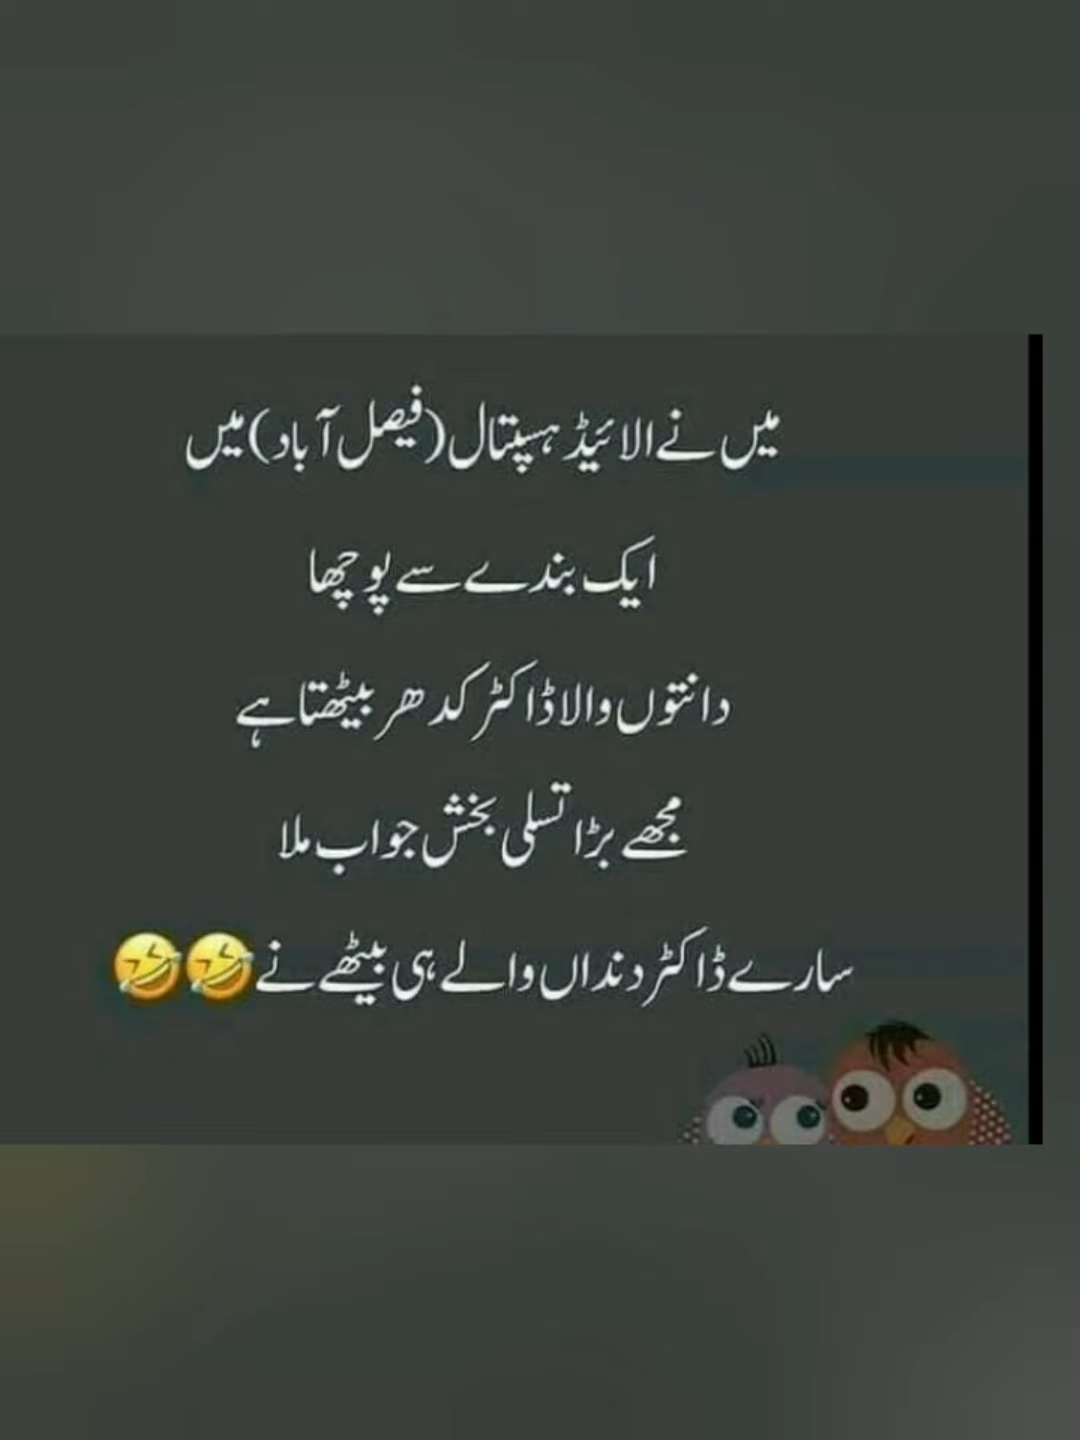 میں نے الائیڈ ہسپتال (فیصل آباد) میں
ایک بندے سے پوچھا
دانتوں والا ڈاکٹر کدھر بیٹھتا ہے
مجھے بڑا تسلی بخش جواب ملا
سارے ڈاکٹر دنداں والے ہی بیٹھے نے 🤣🤣